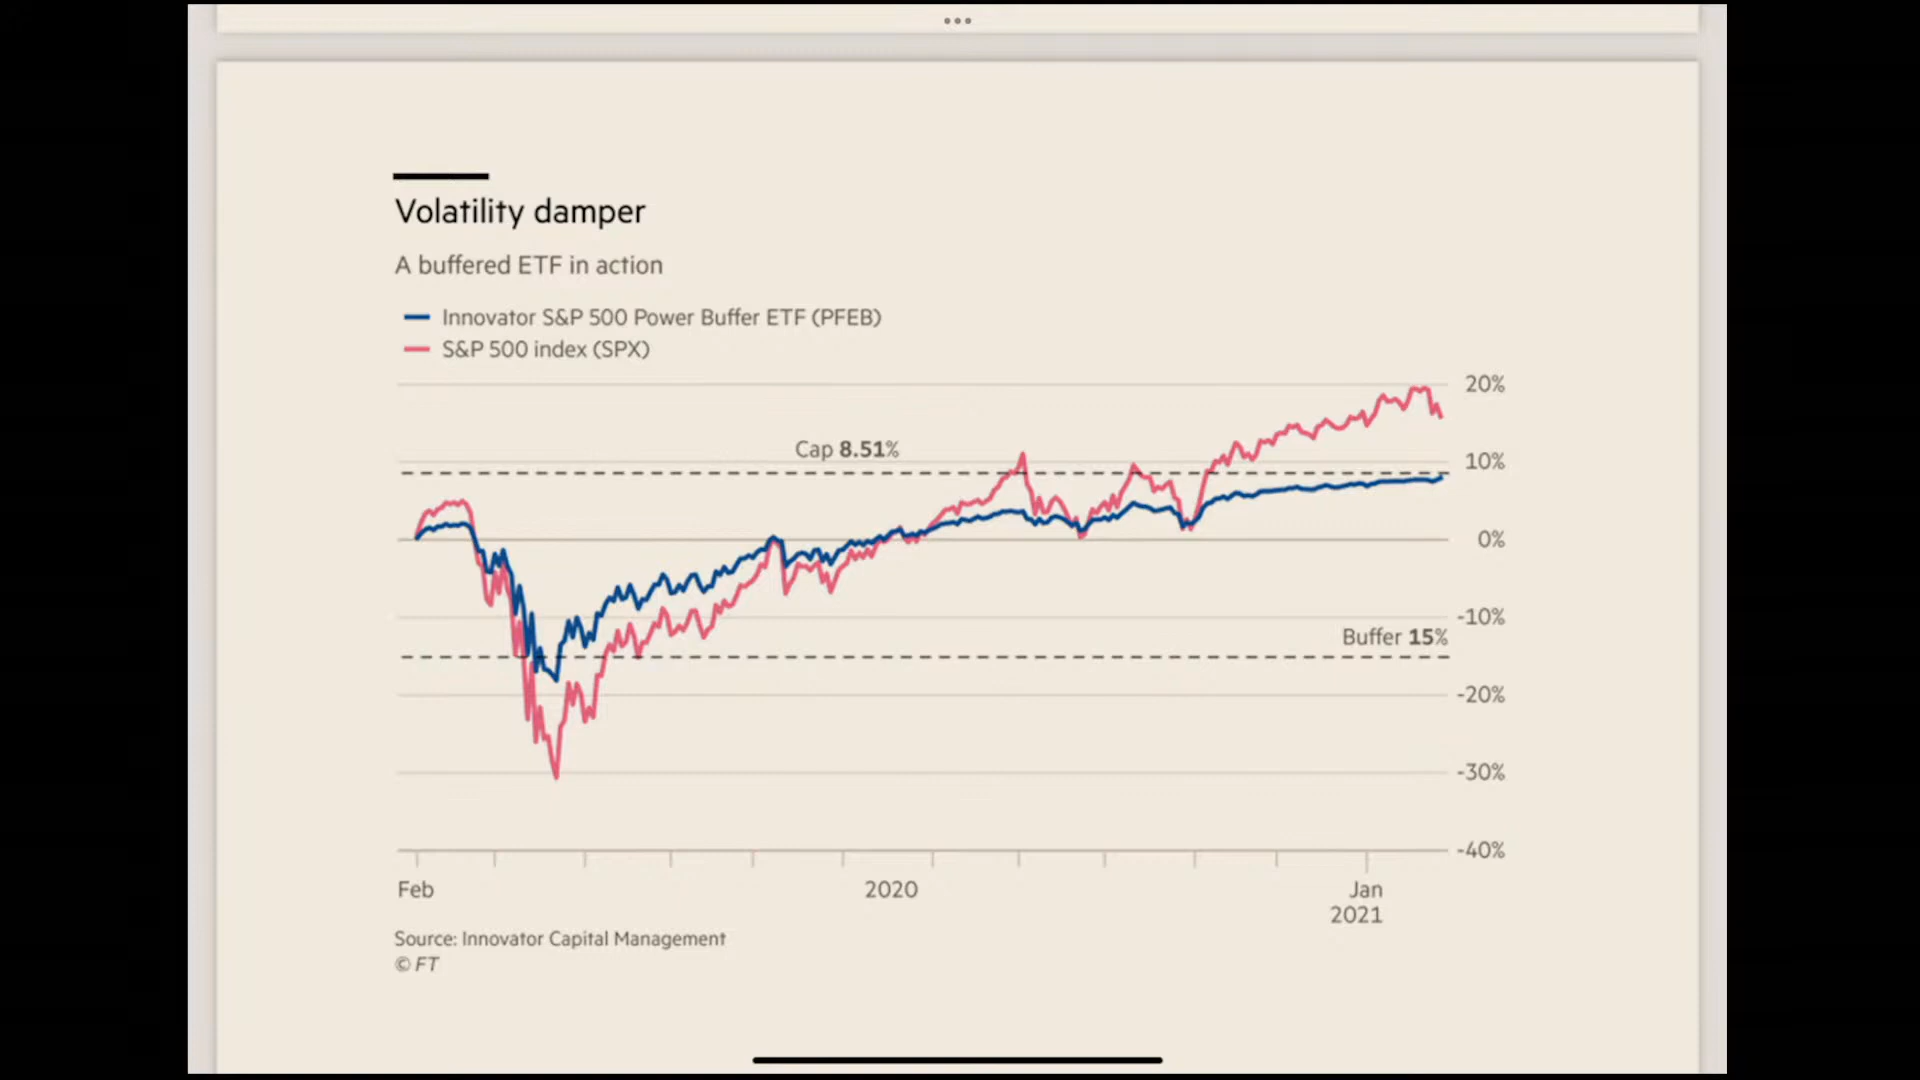 Volatility damper
A buffered ETF in action
Innovator S&P 500 Power Buffer ETF (PFEB)
S&P 500 index (SPX)
20%
Cap 8.51%
10%
0%
-10%
Buffer 15%
-20%
-30%
-40%
Feb
2020
Jan
2021
Source: Innovator Capital Management
© FT